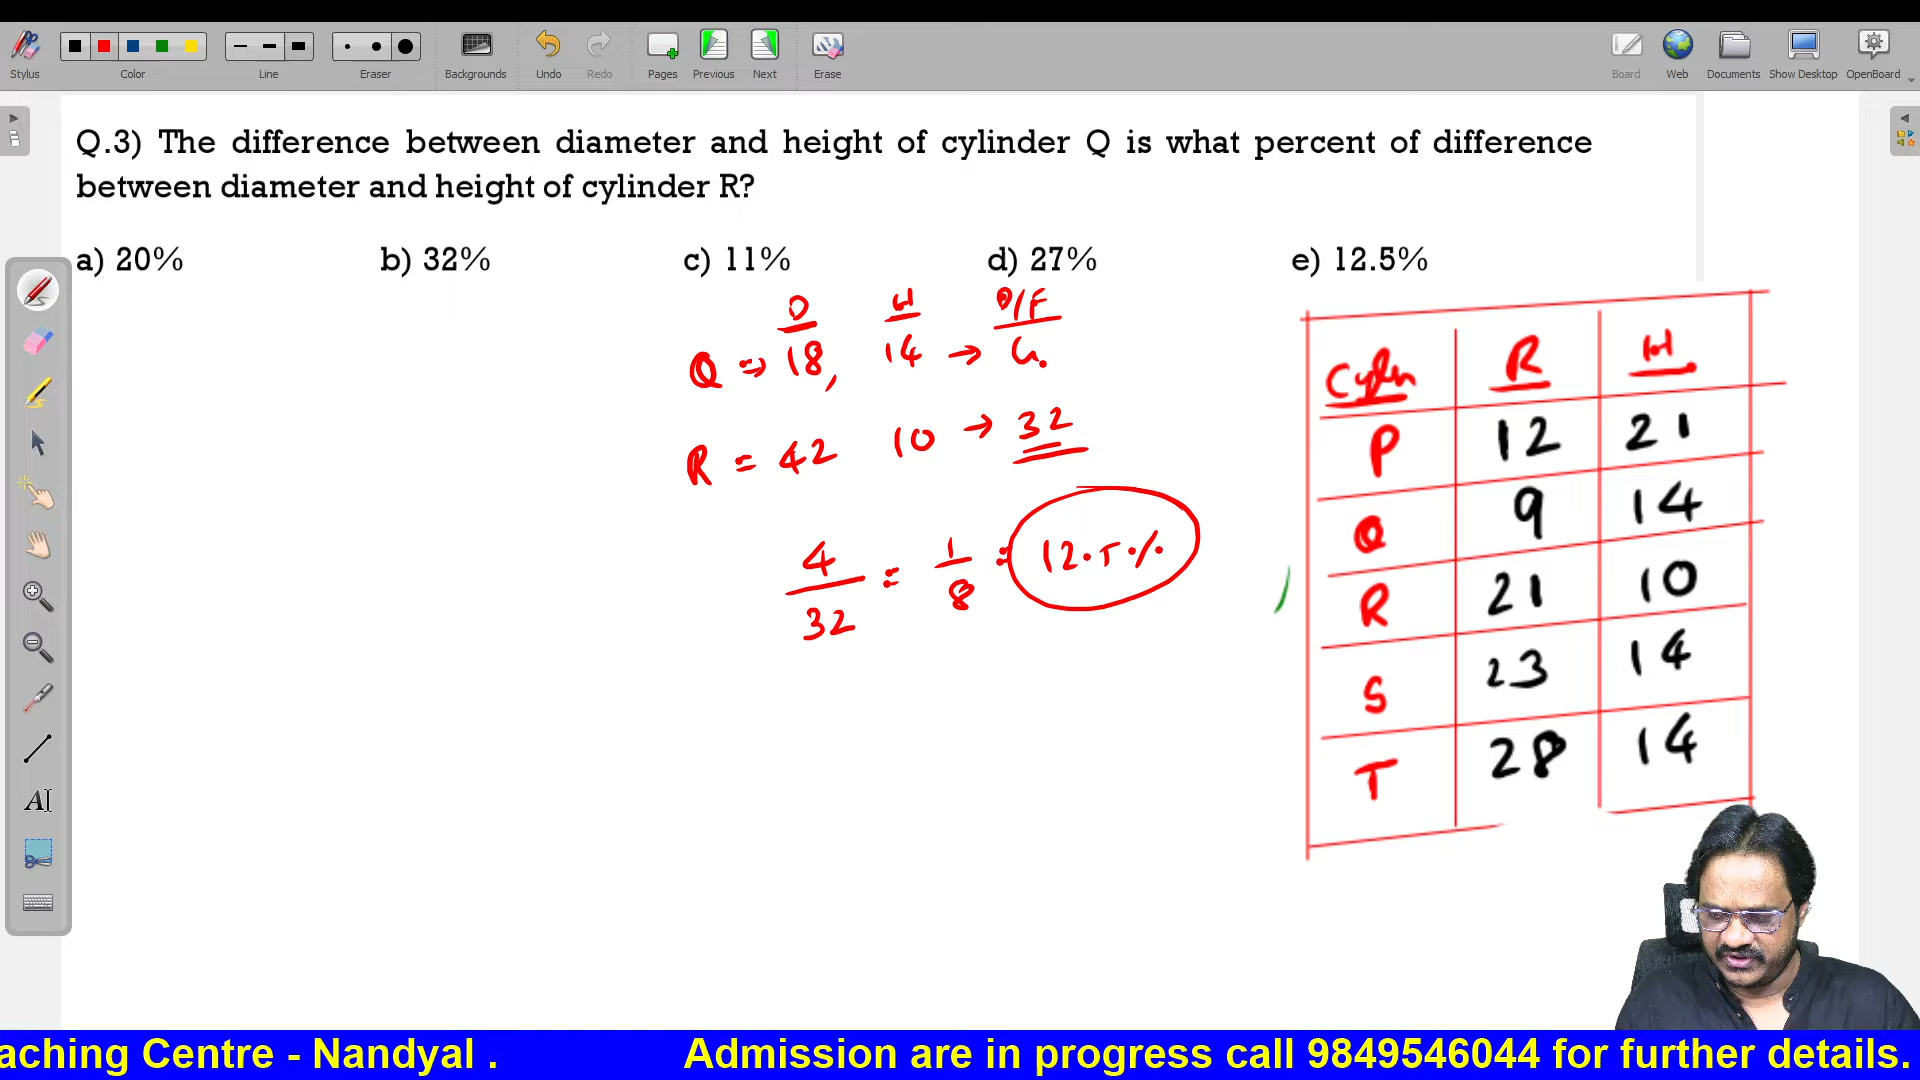 Stylus
Color
Line
Eraser
Backgrounds
Undo
Redo
Pages
Previous
Next
Erase
Board
Web
Documents
Show Desktop
OpenBoard
Q.3) The difference between diameter and height of cylinder Q is what percent of difference
between diameter and height of cylinder R?
a) 20% b) 32% c) 11% d) 27% e) 12.5%
D H D/F
Q => 18, 14 → 4.
R = 42 10 → 32
4/32 = 1/8 = 12.5%
Cylin R H
P 12 21
Q 9 14
R 21 10
S 23 14
T 28 14
aching Centre - Nandyal . Admission are in progress call 9849546044 for further details.